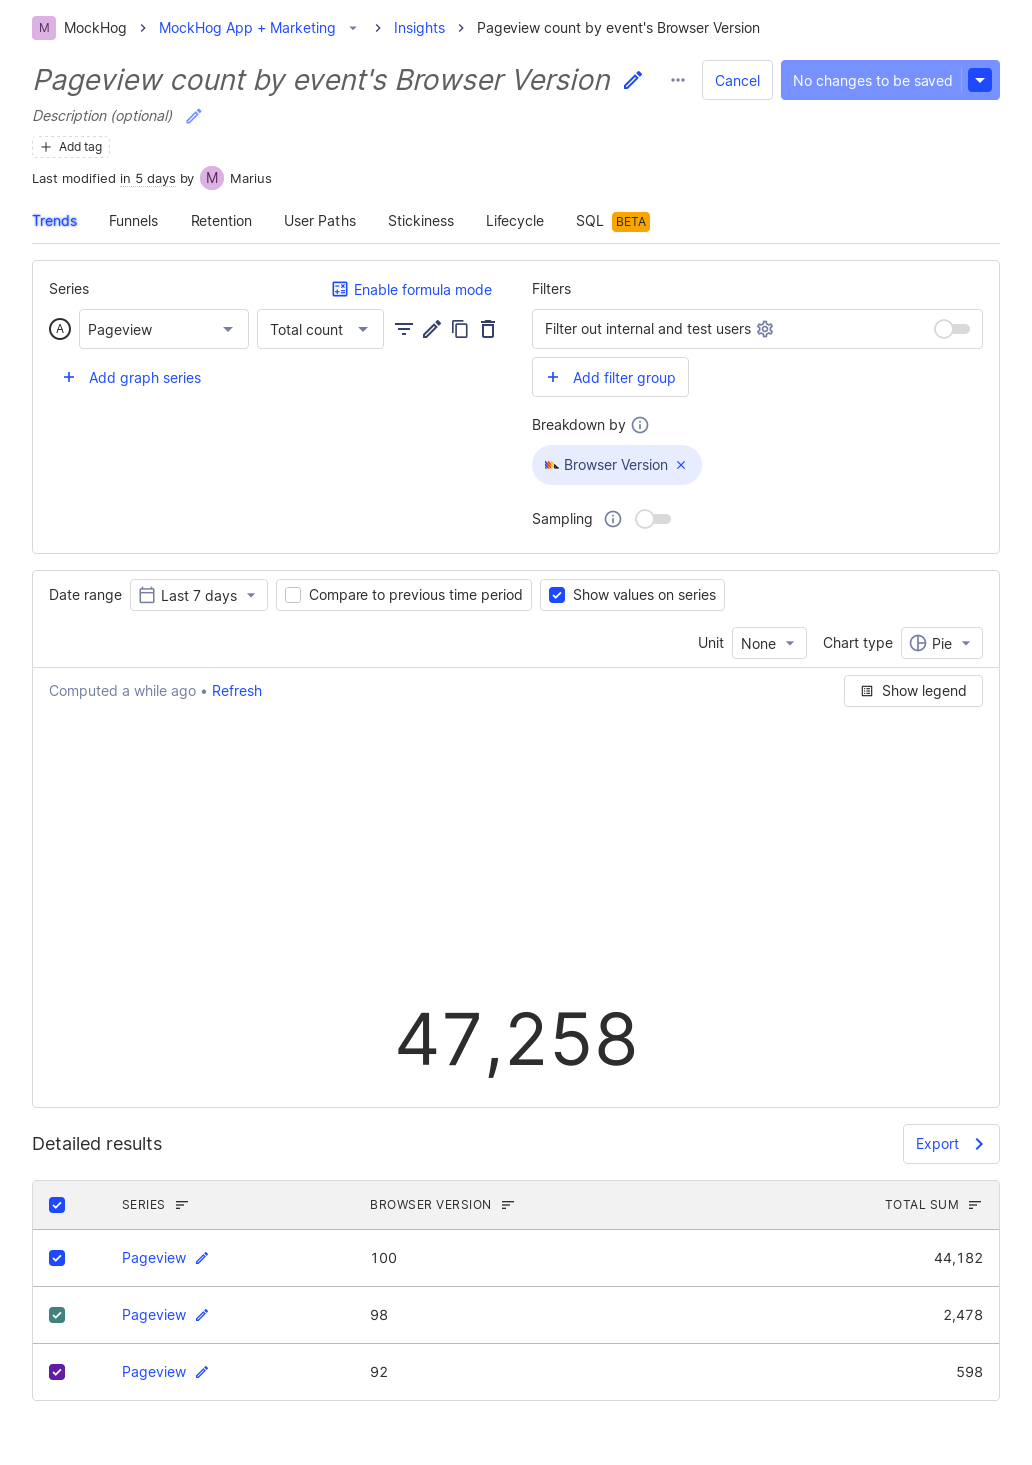 M MockHog MockHog App + Marketing Insights Pageview count by event's Browser Version
Pageview count by event's Browser Version Cancel No changes to be saved
Description (optional)
Add tag
Last modified in 5 days by M Marius
Trends Funnels Retention User Paths Stickiness Lifecycle SQL BETA
Series Enable formula mode Filters
A Pageview Total count Filter out internal and test users
Add graph series Add filter group
Breakdown by
Browser Version
Sampling
Date range Last 7 days Compare to previous time period Show values on series
Unit None Chart type Pie
Computed a while ago • Refresh Show legend
47,258
Detailed results Export
SERIES BROWSER VERSION TOTAL SUM
Pageview 100 44,182
Pageview 98 2,478
Pageview 92 598